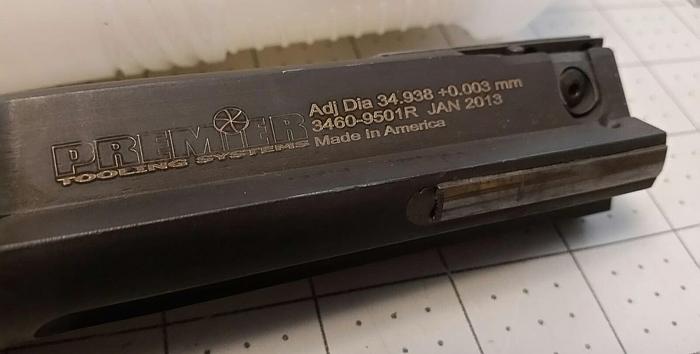 PREMIER
TOOLING SYSTEMS
Adj Dia 34.938 +0.003 mm
3460-9501R JAN 2013
Made in America